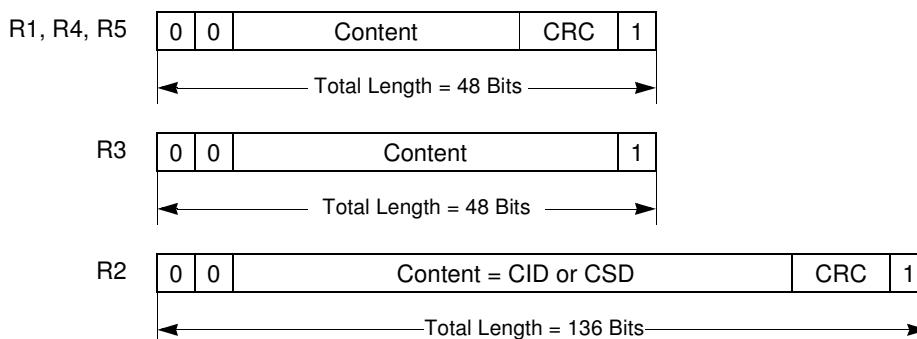 R1, R4, R5 0 0 Content CRC 1
Total Length = 48 Bits
R3 0 0 Content 1
Total Length = 48 Bits
R2 0 0 Content = CID or CSD CRC 1
Total Length = 136 Bits